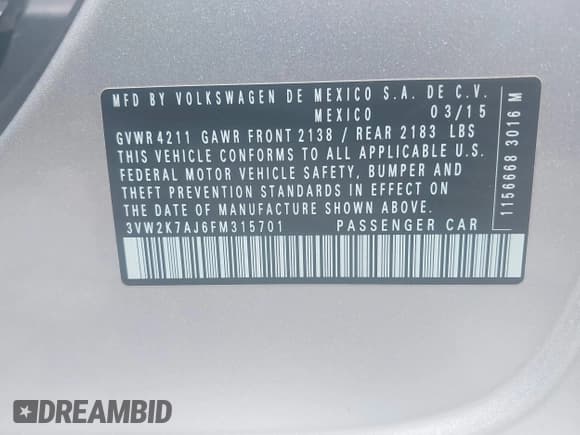 MFD BY VOLKSWAGEN DE MEXICO S.A. DE C.V.
MEXICO 03/15
GVWR 4211 GAWR FRONT 2138 / REAR 2183 LBS
THIS VEHICLE CONFORMS TO ALL APPLICABLE U.S.
FEDERAL MOTOR VEHICLE SAFETY, BUMPER AND
THEFT PREVENTION STANDARDS IN EFFECT ON
THE DATE OF MANUFACTURE SHOWN ABOVE.
3VW2K7AJ6FM315701 PASSENGER CAR
1156668 3016 M
DREAMBID